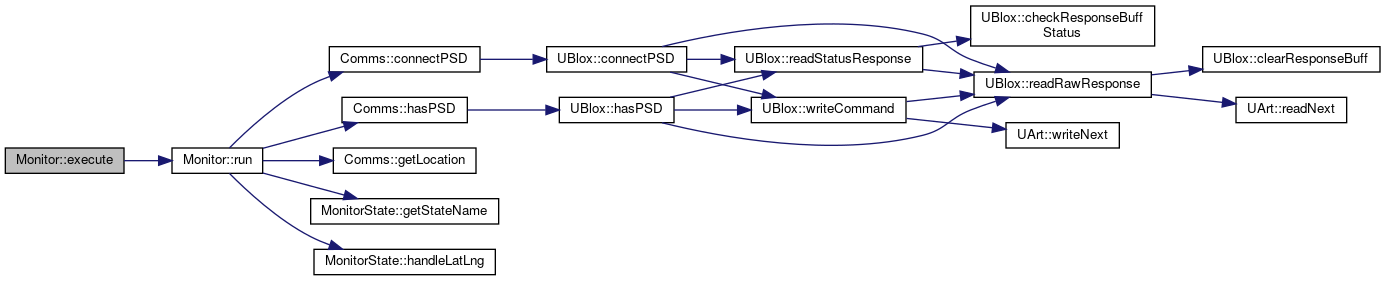 Monitor::execute
Monitor::run
Comms::connectPSD
Comms::hasPSD
Comms::getLocation
MonitorState::getStateName
MonitorState::handleLatLng
UBlox::connectPSD
UBlox::hasPSD
UBlox::readStatusResponse
UBlox::writeCommand
UBlox::checkResponseBuff
Status
UBlox::readRawResponse
UArt::writeNext
UBlox::clearResponseBuff
UArt::readNext